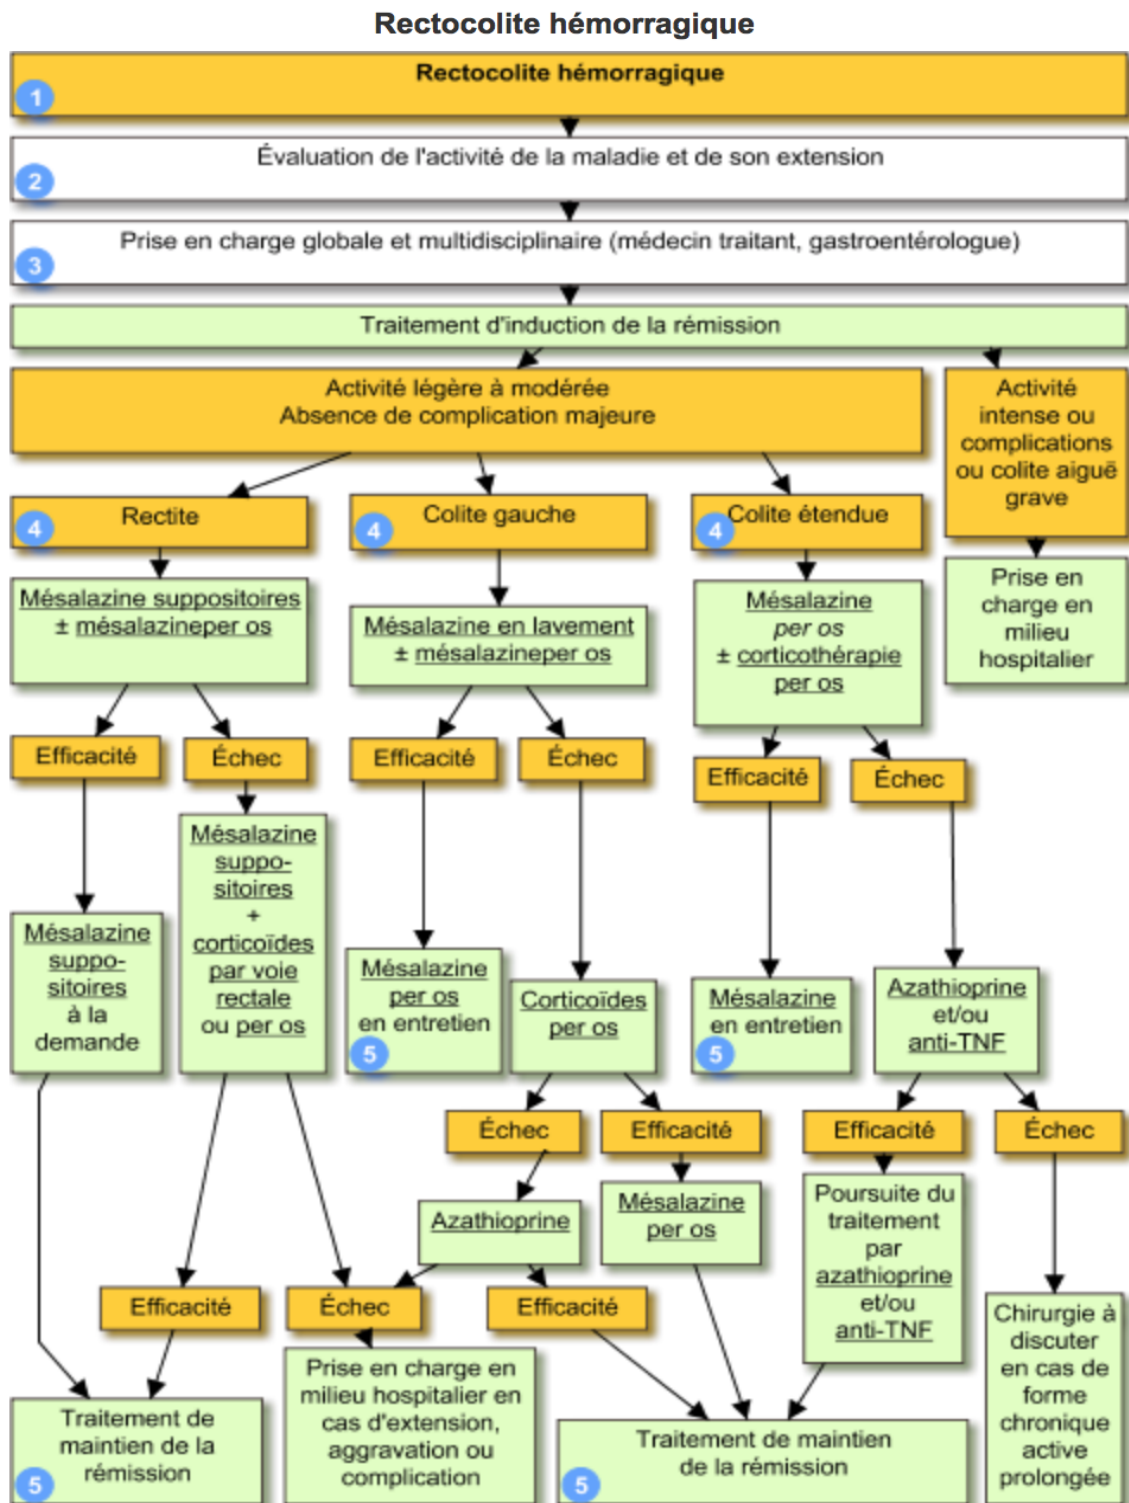 Rectocolite hémorragique
Rectocolite hémorragique
1
Évaluation de l'activité de la maladie et de son extension
2
Prise en charge globale et multidisciplinaire (médecin traitant, gastroentérologue)
3
Traitement d'induction de la rémission
Activité légère à modérée
Absence de complication majeure
Activité
intense ou
complications
ou colite aiguë
grave
Rectite
4
Colite gauche
4
Colite étendue
4
Prise en
charge en
milieu
hospitalier
Mésalazine suppositoires
± mésalazineper os
Mésalazine en lavement
± mésalazineper os
Mésalazine
per os
± corticothérapie
per os
Efficacité
Échec
Efficacité
Échec
Efficacité
Échec
Mésalazine
suppo-
sitoires
à la
demande
Mésalazine
suppo-
sitoires
+
corticoïdes
par voie
rectale
ou per os
Mésalazine
per os
en entretien
5
Corticoïdes
per os
Mésalazine
en entretien
5
Azathioprine
et/ou
anti-TNF
Échec
Efficacité
Efficacité
Échec
Azathioprine
Mésalazine
per os
Poursuite du
traitement
par
azathioprine
et/ou
anti-TNF
Chirurgie à
discuter
en cas de
forme
chronique
active
prolongée
Efficacité
Échec
Efficacité
Traitement de
maintien de la
rémission
5
Prise en charge en
milieu hospitalier en
cas d'extension,
aggravation ou
complication
Traitement de maintien
de la rémission
5